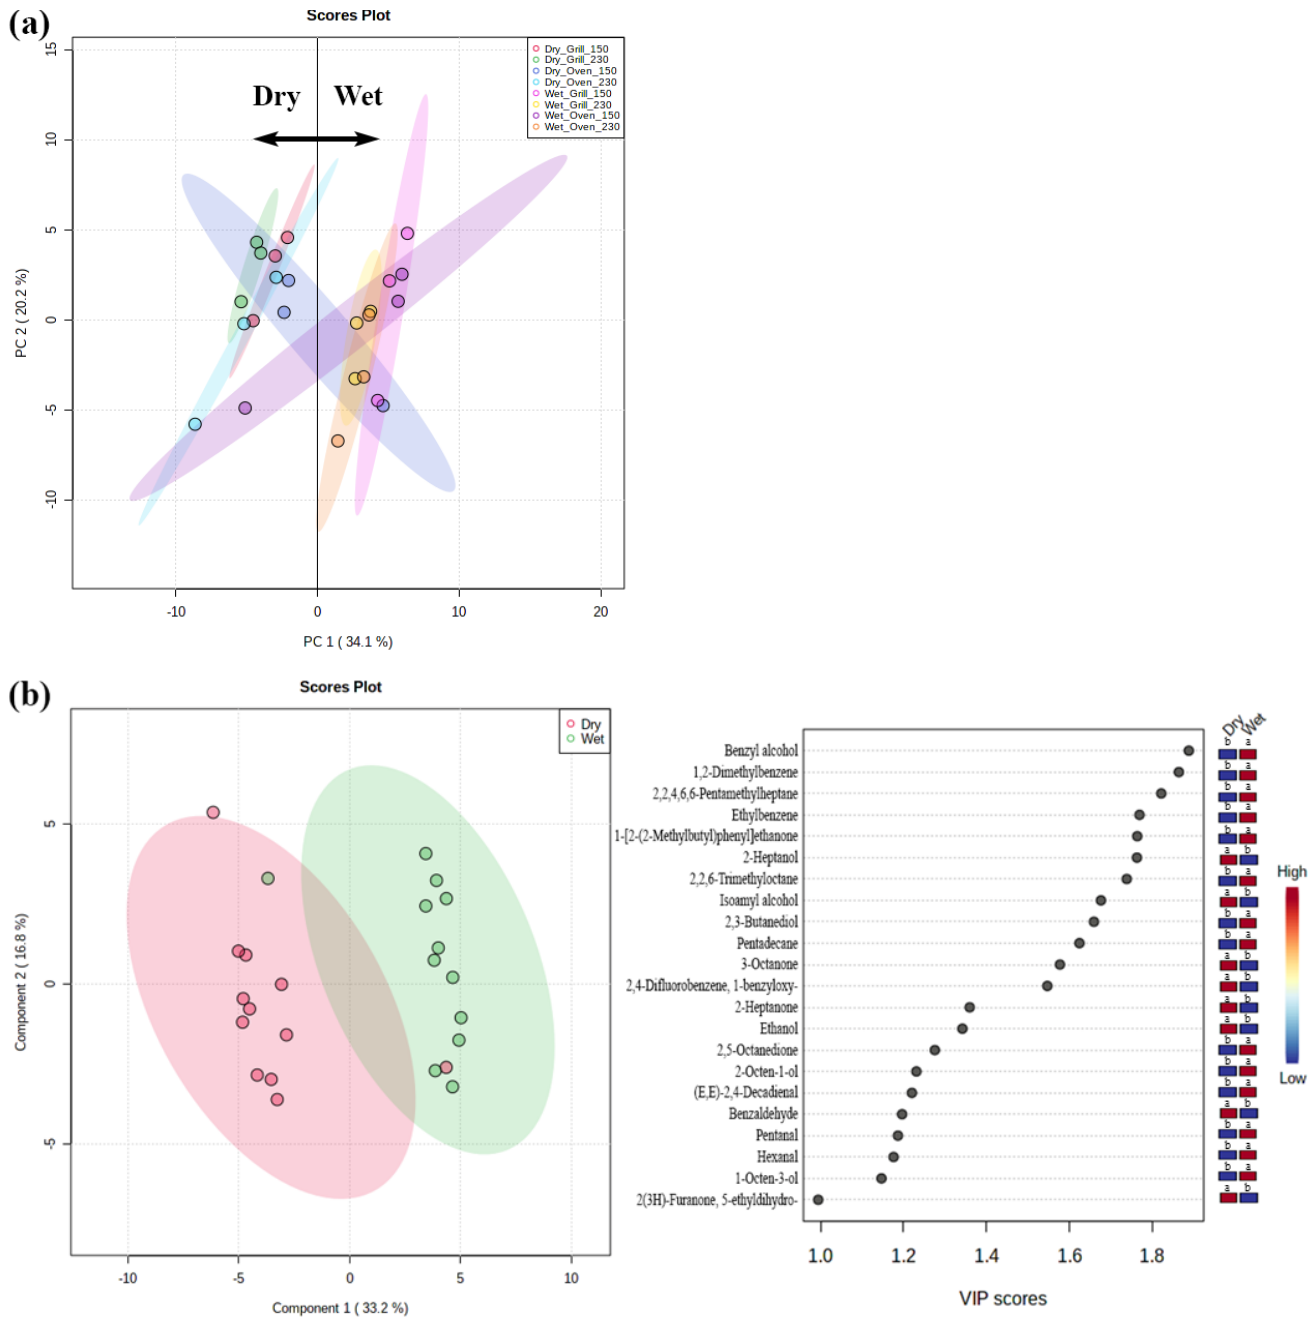 (a)
Scores Plot
Dry_Grill_150
Dry_Grill_230
Dry_Oven_150
Dry_Oven_230
Wet_Grill_150
Wet_Grill_230
Wet_Oven_150
Wet_Oven_230
Dry Wet
15
10
5
0
-5
-10
PC 2 ( 20.2 %)
-10 0 10 20
PC 1 ( 34.1 %)
(b)
Scores Plot
Dry
Wet
5
0
-5
Component 2 ( 16.8 %)
-10 -5 0 5 10
Component 1 ( 33.2 %)
Dry Wet
Benzyl alcohol b a
1,2-Dimethylbenzene b a
2,2,4,6,6-Pentamethylheptane b a
Ethylbenzene b a
1-[2-(2-Methylbutyl)phenyl]ethanone b a
2-Heptanol a b
2,2,6-Trimethyloctane b a
Isoamyl alcohol a b
2,3-Butanediol b a
Pentadecane b a
3-Octanone a b
2,4-Difluorobenzene, 1-benzyloxy- a b
2-Heptanone a b
Ethanol a b
2,5-Octanedione b a
2-Octen-1-ol b a
(E,E)-2,4-Decadienal b a
Benzaldehyde a b
Pentanal b a
Hexanal b a
1-Octen-3-ol b a
2(3H)-Furanone, 5-ethyldihydro- a b
1.0 1.2 1.4 1.6 1.8
VIP scores
High
Low